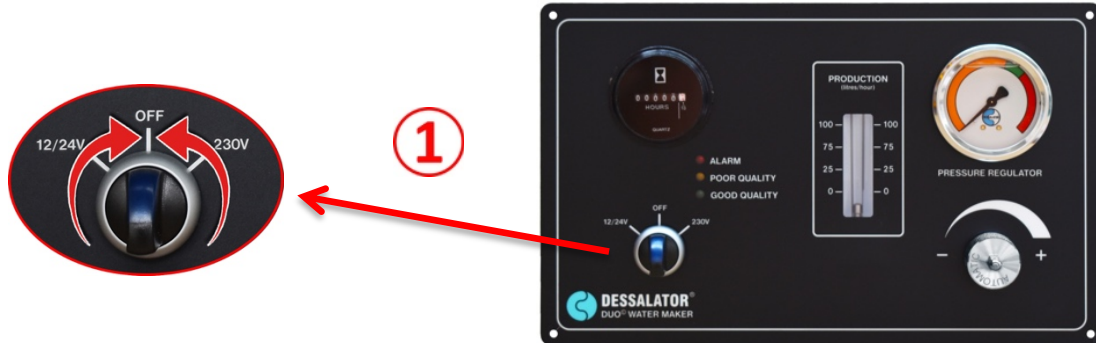 OFF
12/24V
230V
1
HOURS
QUARTZ
ALARM
POOR QUALITY
GOOD QUALITY
OFF
12/24V
230V
DESSALATOR®
DUO© WATER MAKER
PRODUCTION
(litres/hour)
100 100
75 75
25 25
0 0
PRESSURE REGULATOR
- +
AUTOMATIC